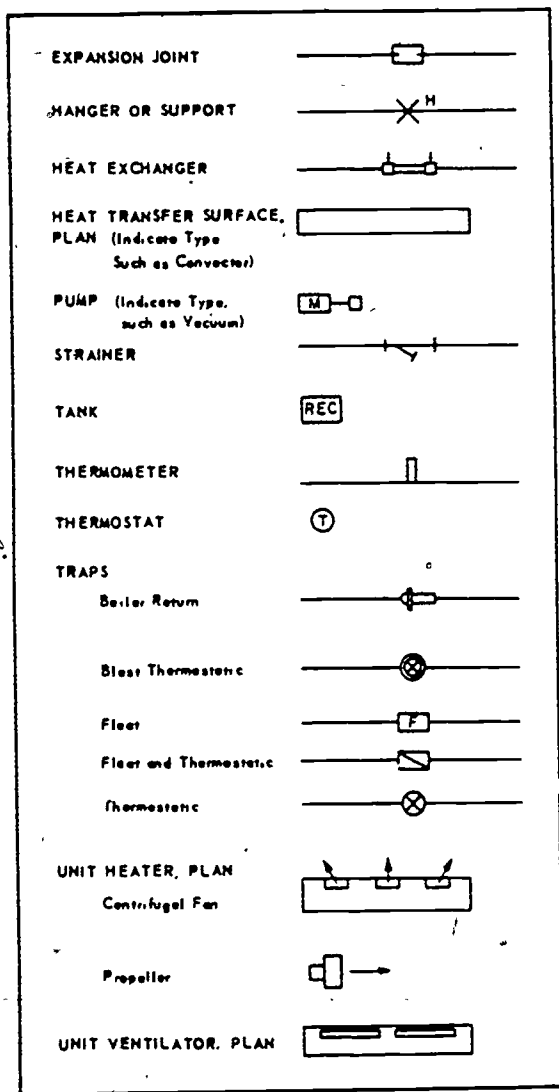 EXPANSION JOINT
HANGER OR SUPPORT
H
HEAT EXCHANGER
HEAT TRANSFER SURFACE,
PLAN (Indicate Type
Such as Convector)
PUMP (Indicate Type,
such as Vacuum)
M
STRAINER
TANK
REC
THERMOMETER
THERMOSTAT
T
TRAPS
Boiler Return
Blast Thermostatic
Float
F
Float and Thermostatic
Thermostatic
UNIT HEATER, PLAN
Centrifugal Fan
Propeller
UNIT VENTILATOR, PLAN